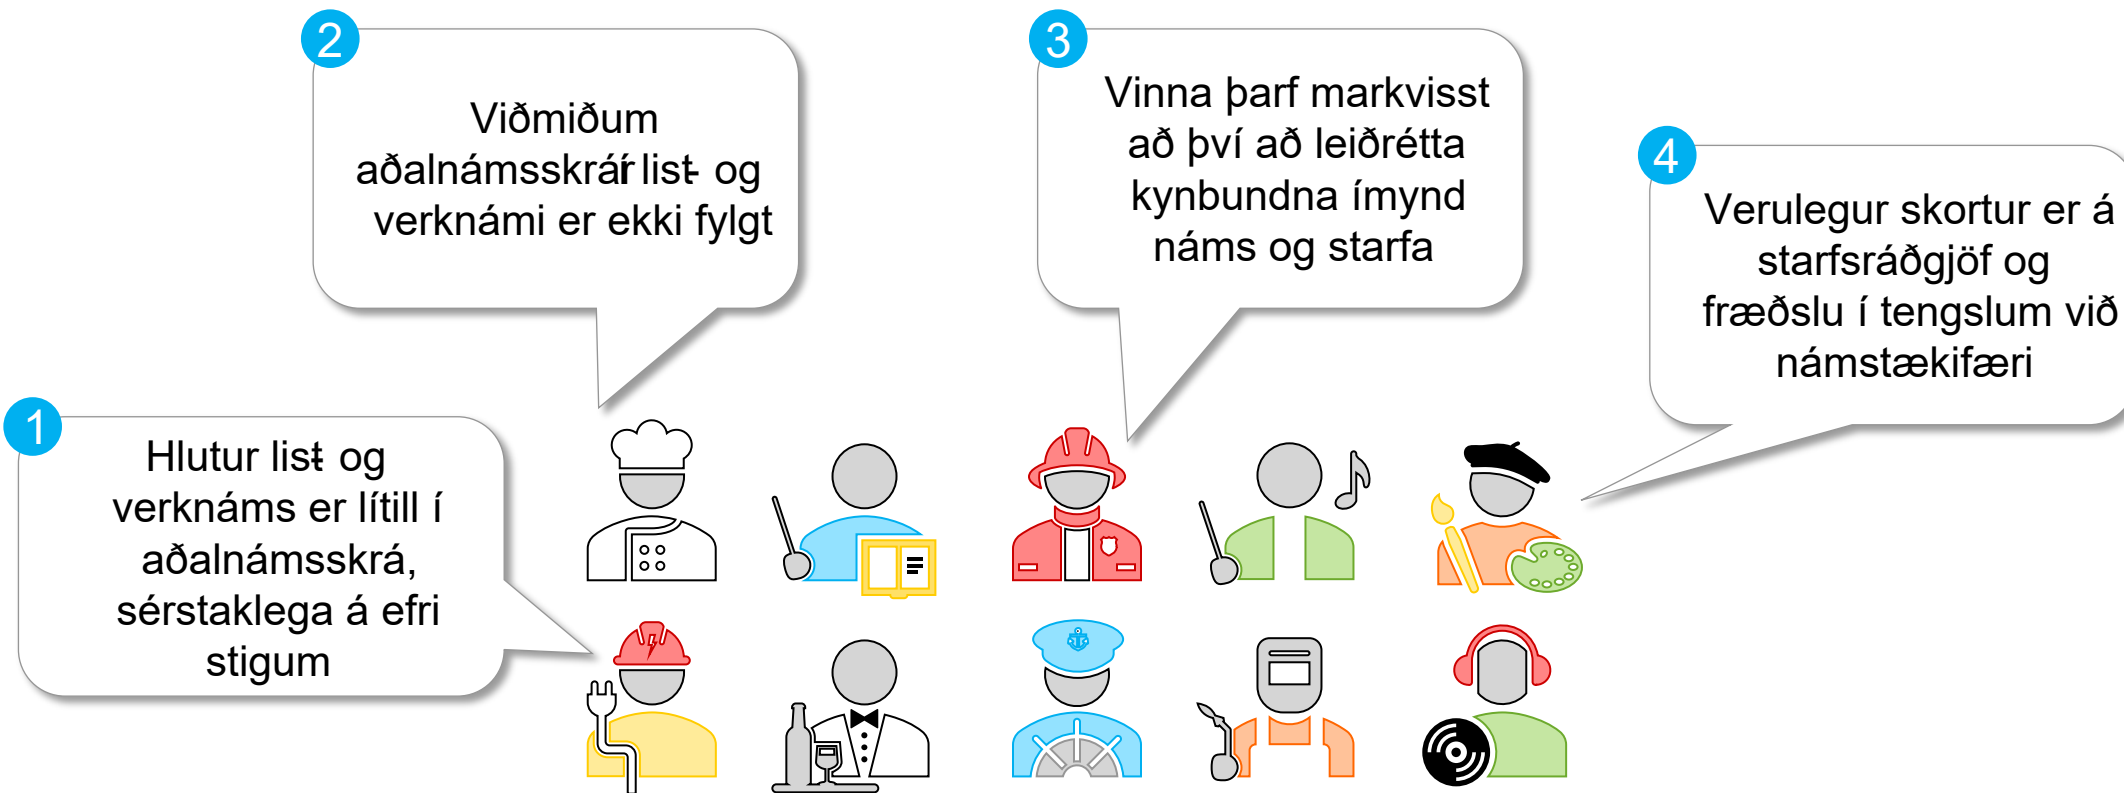 1
Hlutur list- og
verknáms er lítill í
aðalnámsskrá,
sérstaklega á efri
stigum
2
Viðmiðum
aðalnámsskrár í list- og
verknámi er ekki fylgt
3
Vinna þarf markvisst
að því að leiðrétta
kynbundna ímynd
náms og starfa
4
Verulegur skortur er á
starfsráðgjöf og
fræðslu í tengslum við
námstækifæri